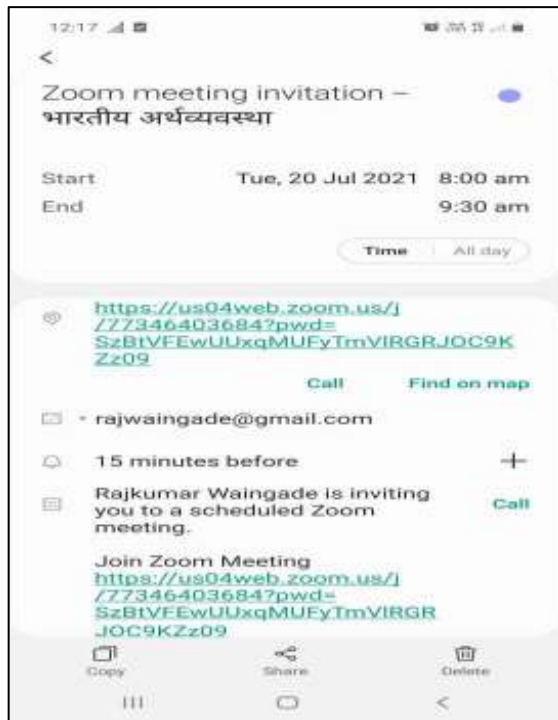 12:17
Zoom meeting invitation –
भारतीय अर्थव्यवस्था
Start Tue, 20 Jul 2021 8:00 am
End 9:30 am
Time All day
https://us04web.zoom.us/j
/77346403684?pwd=
SzBtVFEwUUxqMUFyTmVIRGRJOC9K
Zz09
Call Find on map
rajwaingade@gmail.com
15 minutes before
Rajkumar Waingade is inviting
you to a scheduled Zoom
meeting.
Call
Join Zoom Meeting
https://us04web.zoom.us/j
/77346403684?pwd=
SzBtVFEwUUxqMUFyTmVIRGR
JOC9KZz09
Copy Share Delete